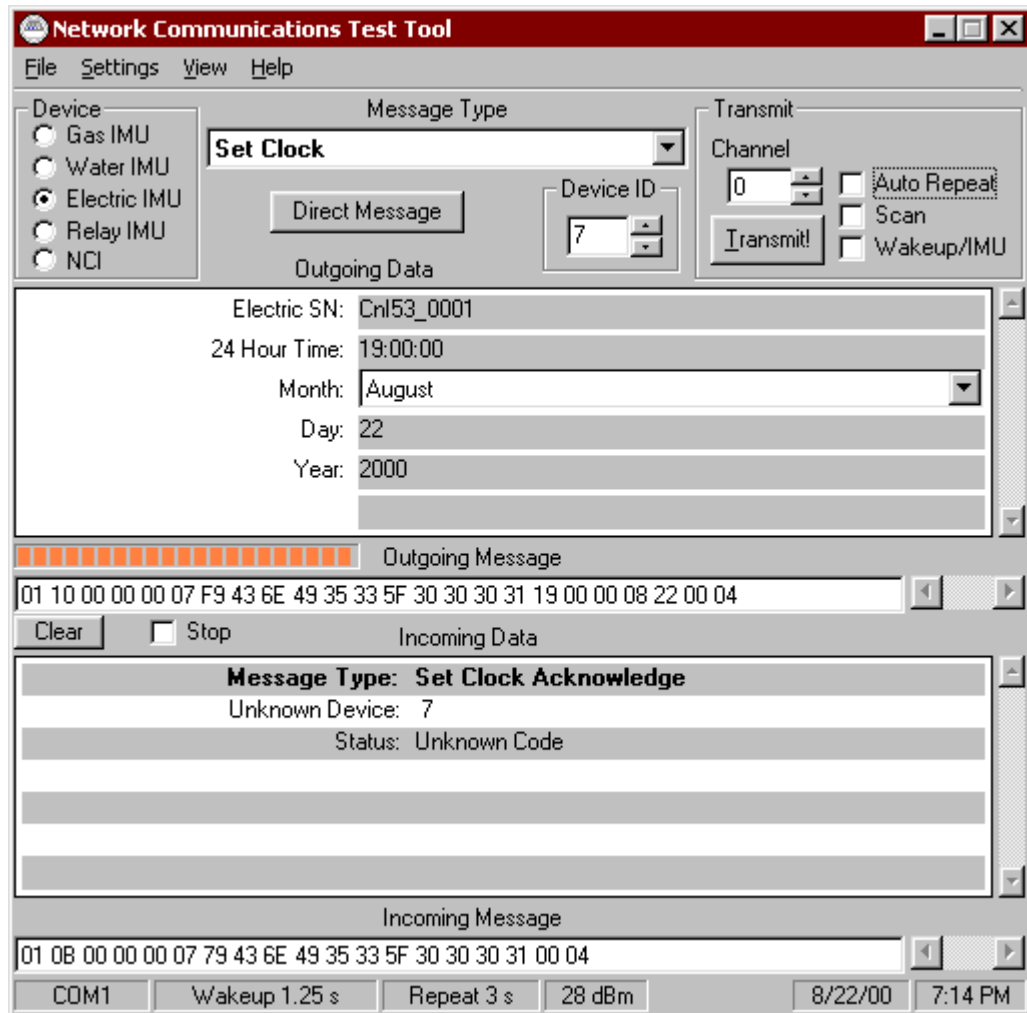 Network Communications Test Tool
File Settings View Help
Device
Gas IMU
Water IMU
Electric IMU
Relay IMU
NCI
Message Type
Set Clock
Direct Message
Device ID
7
Transmit
Channel
0
Transmit!
Auto Repeat
Scan
Wakeup/IMU
Outgoing Data
Electric SN: CnI53_0001
24 Hour Time: 19:00:00
Month: August
Day: 22
Year: 2000
Outgoing Message
01 10 00 00 00 07 F9 43 6E 49 35 33 5F 30 30 30 31 19 00 00 08 22 00 04
Clear Stop Incoming Data
Message Type: Set Clock Acknowledge
Unknown Device: 7
Status: Unknown Code
Incoming Message
01 0B 00 00 00 07 79 43 6E 49 35 33 5F 30 30 30 31 00 04
COM1 Wakeup 1.25 s Repeat 3 s 28 dBm 8/22/00 7:14 PM